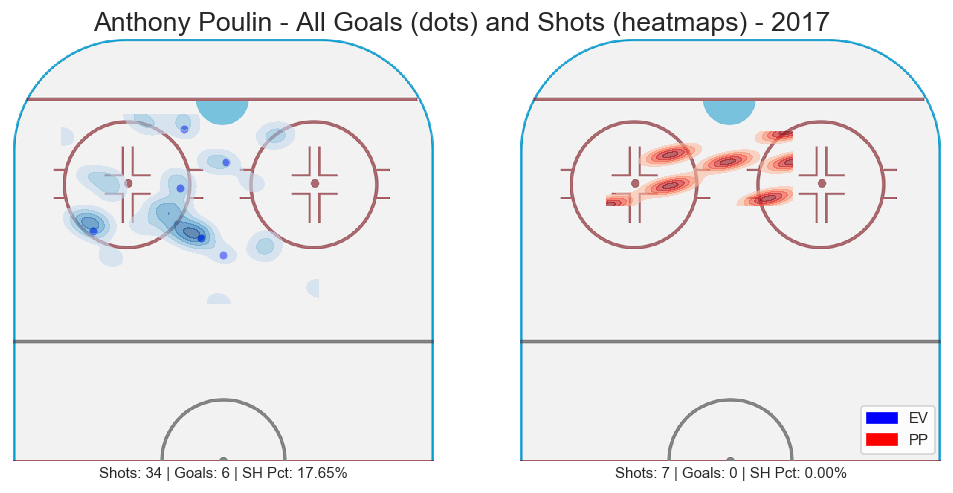 Anthony Poulin - All Goals (dots) and Shots (heatmaps) - 2017
EV
PP
Shots: 34 | Goals: 6 | SH Pct: 17.65%
Shots: 7 | Goals: 0 | SH Pct: 0.00%